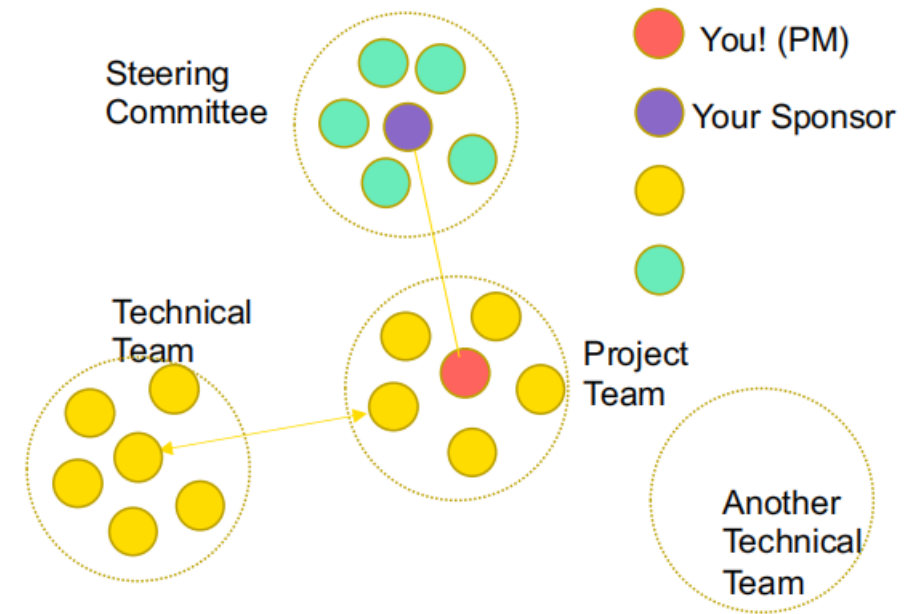 Steering
Committee
You! (PM)
Your Sponsor
Technical
Team
Project
Team
Another
Technical
Team